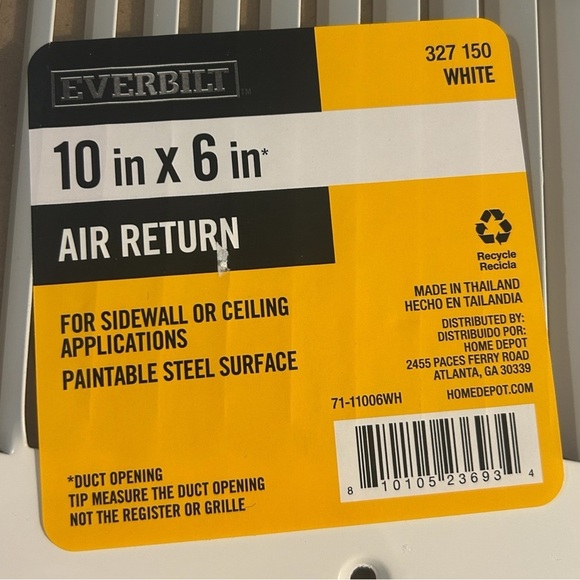 EVERBILT™
327 150
WHITE
10 in x 6 in*
AIR RETURN
Recycle
Recicla
FOR SIDEWALL OR CEILING
APPLICATIONS
PAINTABLE STEEL SURFACE
MADE IN THAILAND
HECHO EN TAILANDIA
DISTRIBUTED BY:
DISTRIBUIDO POR:
HOME DEPOT
2455 PACES FERRY ROAD
ATLANTA, GA 30339
71-11006WH
HOMEDEPOT.COM
*DUCT OPENING
TIP MEASURE THE DUCT OPENING
NOT THE REGISTER OR GRILLE
8 10105 23693 4